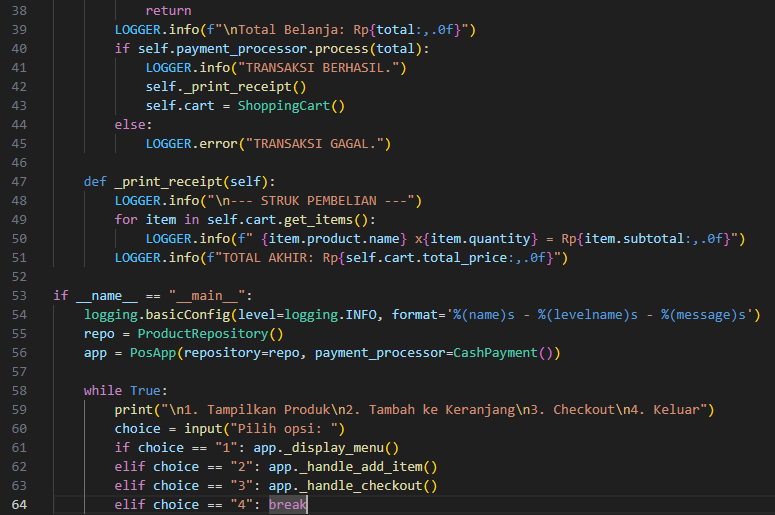 38 return
39 LOGGER.info(f"\nTotal Belanja: Rp{total:,.0f}")
40 if self.payment_processor.process(total):
41 LOGGER.info("TRANSAKSI BERHASIL.")
42 self._print_receipt()
43 self.cart = ShoppingCart()
44 else:
45 LOGGER.error("TRANSAKSI GAGAL.")
46
47 def _print_receipt(self):
48 LOGGER.info("\n--- STRUK PEMBELIAN ---")
49 for item in self.cart.get_items():
50 LOGGER.info(f" {item.product.name} x{item.quantity} = Rp{item.subtotal:,.0f}")
51 LOGGER.info(f"TOTAL AKHIR: Rp{self.cart.total_price:,.0f}")
52
53 if __name__ == "__main__":
54 logging.basicConfig(level=logging.INFO, format='%(name)s - %(levelname)s - %(message)s')
55 repo = ProductRepository()
56 app = PosApp(repository=repo, payment_processor=CashPayment())
57
58 while True:
59 print("\n1. Tampilkan Produk\n2. Tambah ke Keranjang\n3. Checkout\n4. Keluar")
60 choice = input("Pilih opsi: ")
61 if choice == "1": app._display_menu()
62 elif choice == "2": app._handle_add_item()
63 elif choice == "3": app._handle_checkout()
64 elif choice == "4": break